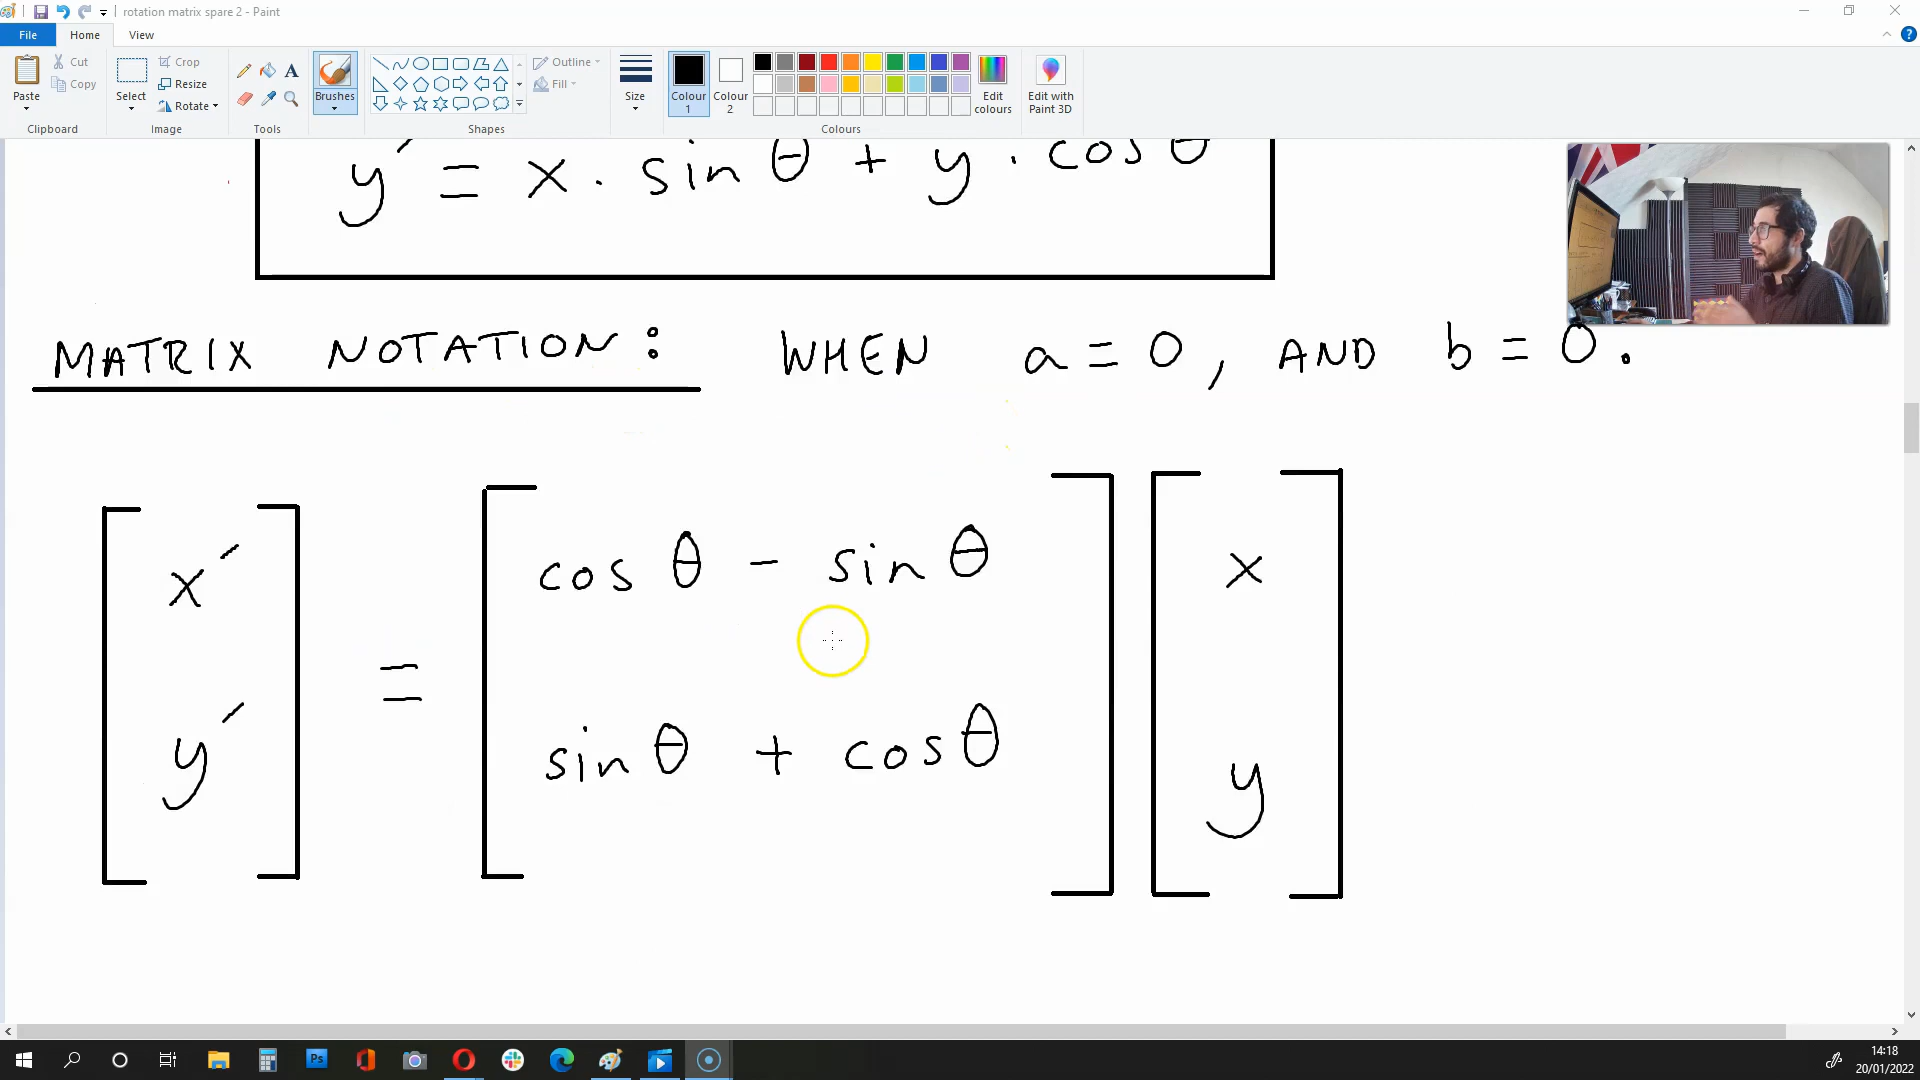 rotation matrix spare 2 - Paint
File Home View
Paste Cut Copy Clipboard
Select Crop Resize Rotate Image
Tools
Brushes
Shapes Outline Fill
Size
Colour 1 Colour 2 Edit colours Colours
Edit with Paint 3D
y′ = x · sin θ + y · cos θ
MATRIX NOTATION: WHEN a = 0, AND b = 0.
x′ cos θ - sin θ x
=
y′ sin θ + cos θ y
14:18
20/01/2022